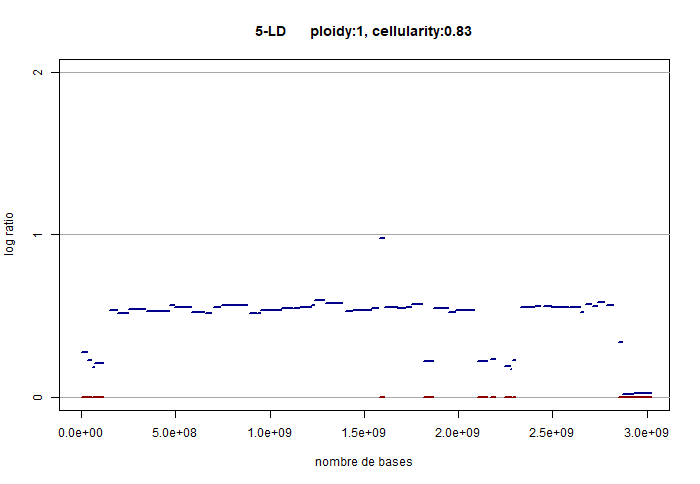 5-LD ploidy:1, cellularity:0.83
log ratio
2
1
0
0.0e+00 5.0e+08 1.0e+09 1.5e+09 2.0e+09 2.5e+09 3.0e+09
nombre de bases